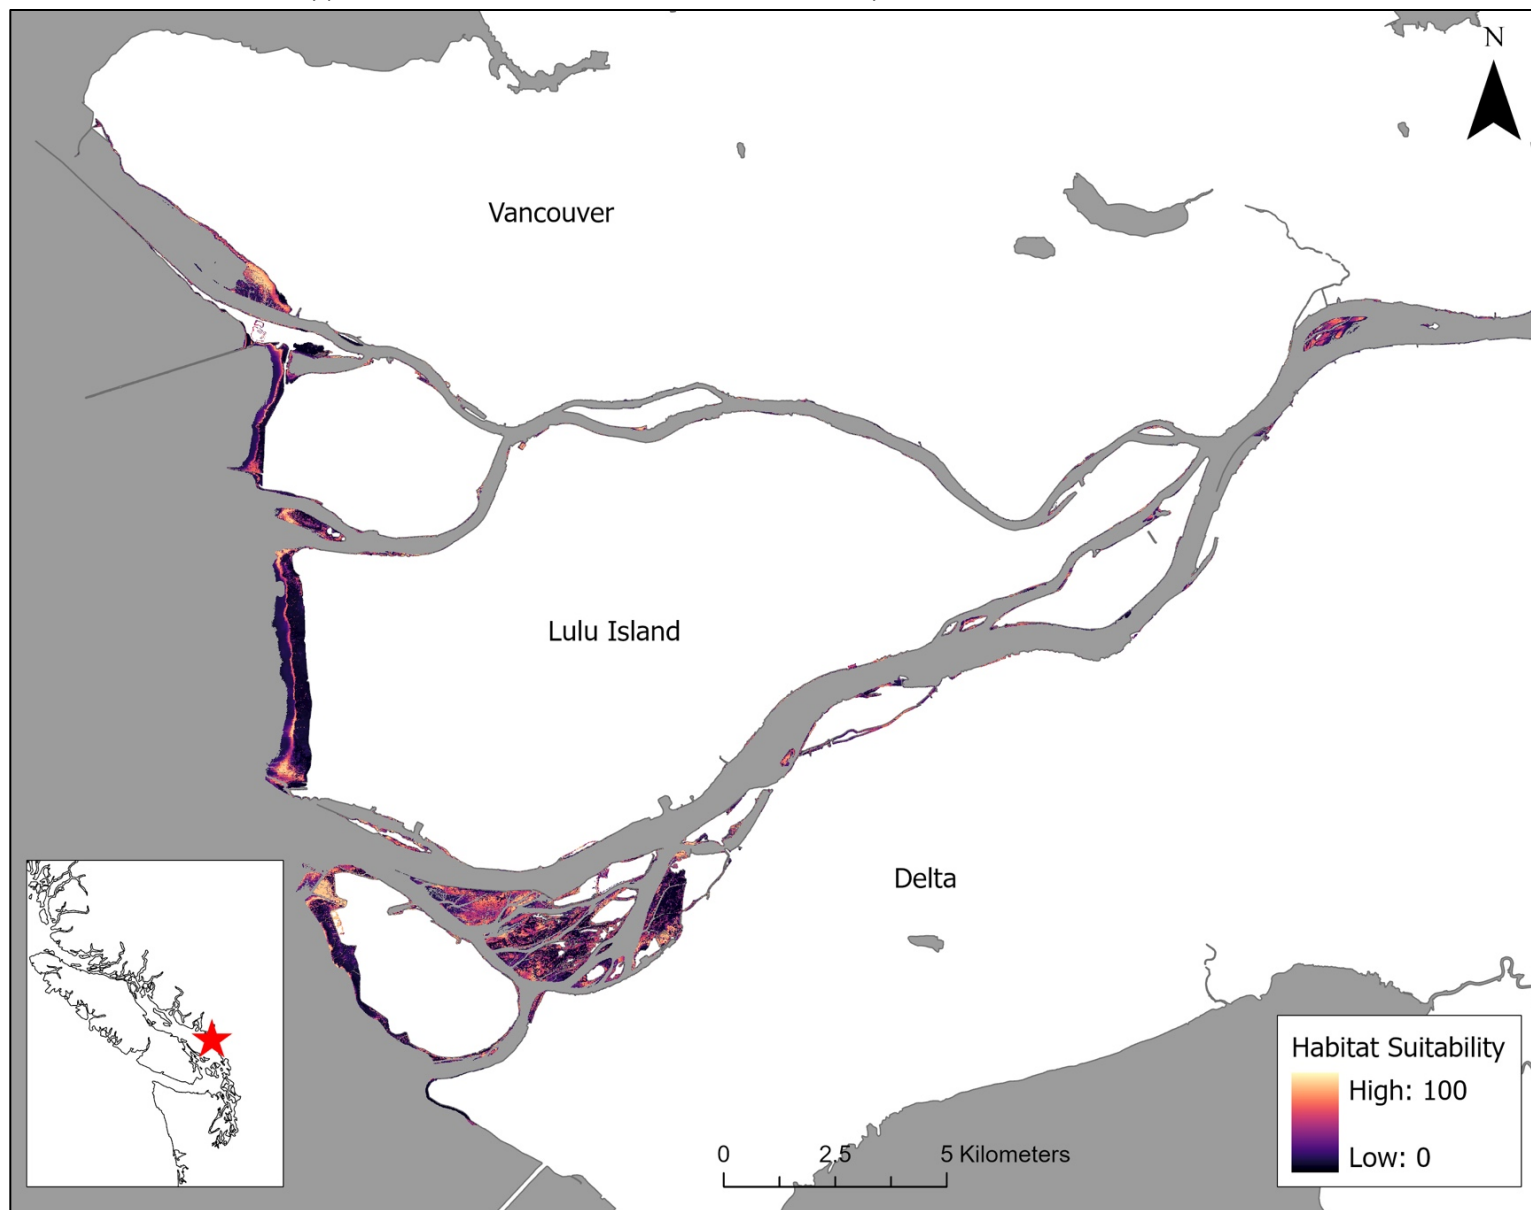 N
Vancouver
Lulu Island
Delta
Habitat Suitability
High: 100
Low: 0
0 2.5 5 Kilometers